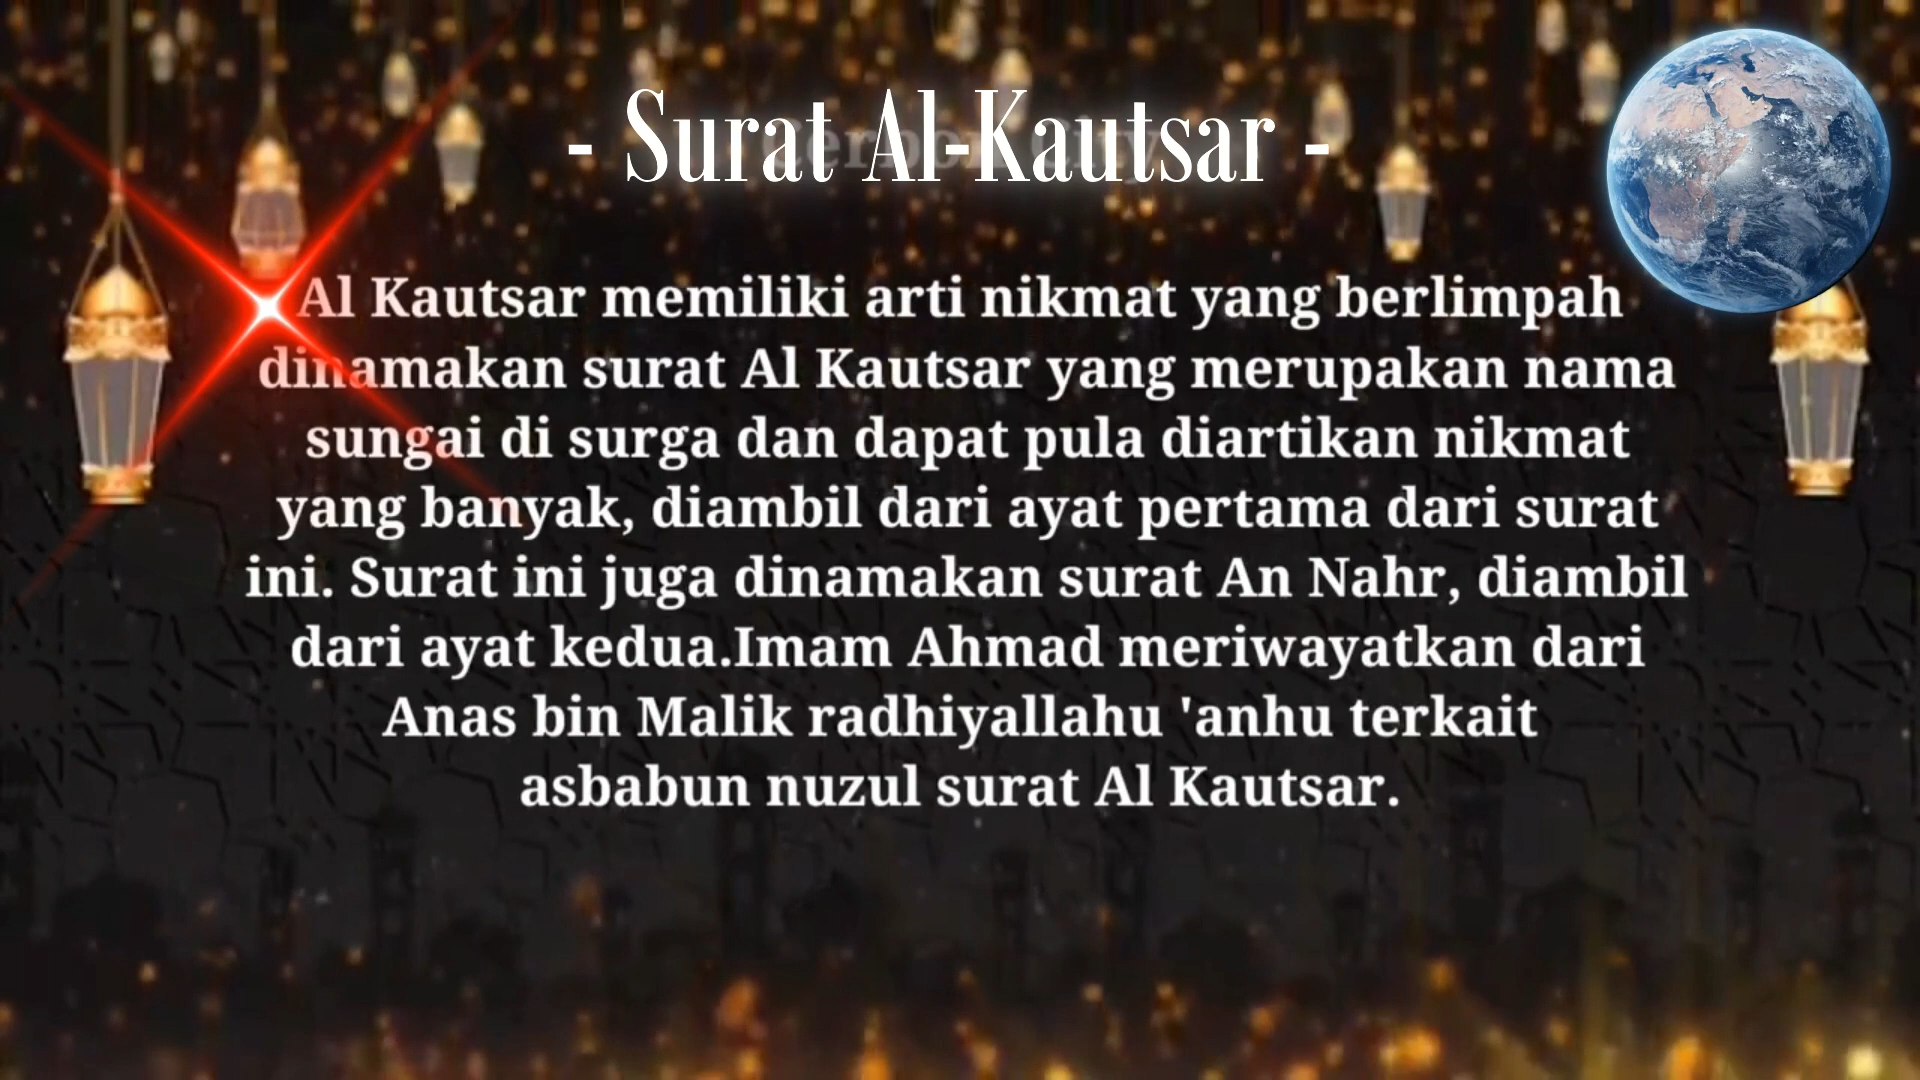 - Surat Al-Kautsar -
Al Kautsar memiliki arti nikmat yang berlimpah
dinamakan surat Al Kautsar yang merupakan nama
sungai di surga dan dapat pula diartikan nikmat
yang banyak, diambil dari ayat pertama dari surat
ini. Surat ini juga dinamakan surat An Nahr, diambil
dari ayat kedua.Imam Ahmad meriwayatkan dari
Anas bin Malik radhiyallahu 'anhu terkait
asbabun nuzul surat Al Kautsar.